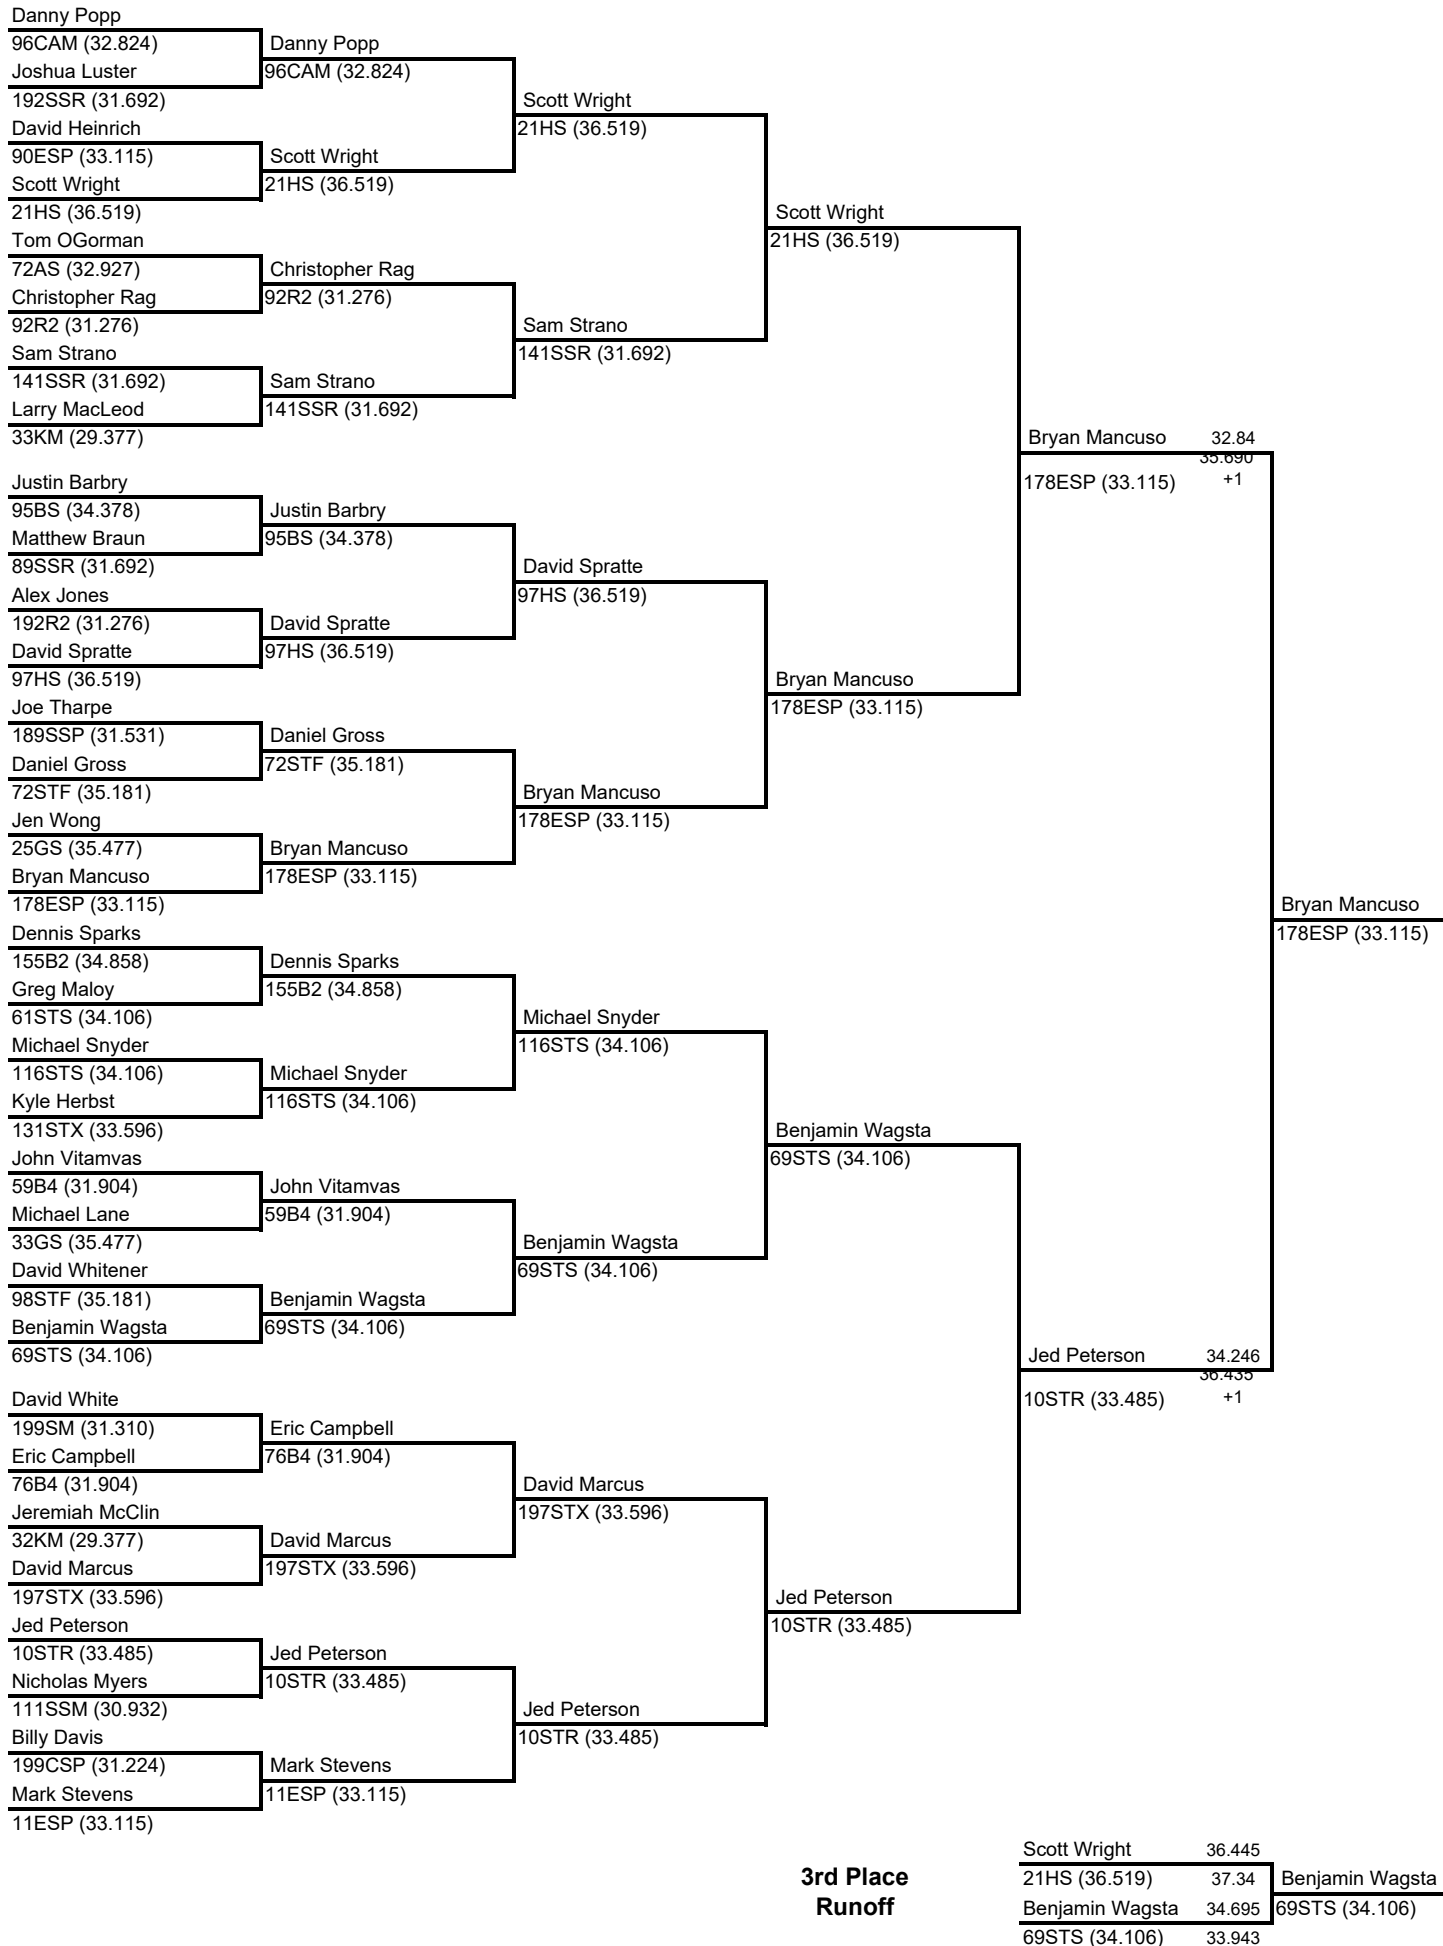 Danny Popp
96CAM (32.824)
Joshua Luster
192SSR (31.692)
David Heinrich
90ESP (33.115)
Scott Wright
21HS (36.519)
Tom OGorman
72AS (32.927)
Christopher Rag
92R2 (31.276)
Sam Strano
141SSR (31.692)
Larry MacLeod
33KM (29.377)
Justin Barbry
95BS (34.378)
Matthew Braun
89SSR (31.692)
Alex Jones
192R2 (31.276)
David Spratte
97HS (36.519)
Joe Tharpe
189SSP (31.531)
Daniel Gross
72STF (35.181)
Jen Wong
25GS (35.477)
Bryan Mancuso
178ESP (33.115)
Dennis Sparks
155B2 (34.858)
Greg Maloy
61STS (34.106)
Michael Snyder
116STS (34.106)
Kyle Herbst
131STX (33.596)
John Vitamvas
59B4 (31.904)
Michael Lane
33GS (35.477)
David Whitener
98STF (35.181)
Benjamin Wagsta
69STS (34.106)
David White
199SM (31.310)
Eric Campbell
76B4 (31.904)
Jeremiah McClin
32KM (29.377)
David Marcus
197STX (33.596)
Jed Peterson
10STR (33.485)
Nicholas Myers
111SSM (30.932)
Billy Davis
199CSP (31.224)
Mark Stevens
11ESP (33.115)
Danny Popp
96CAM (32.824)
Scott Wright
21HS (36.519)
Christopher Rag
92R2 (31.276)
Sam Strano
141SSR (31.692)
Justin Barbry
95BS (34.378)
David Spratte
97HS (36.519)
Daniel Gross
72STF (35.181)
Bryan Mancuso
178ESP (33.115)
Dennis Sparks
155B2 (34.858)
Michael Snyder
116STS (34.106)
John Vitamvas
59B4 (31.904)
Benjamin Wagsta
69STS (34.106)
Eric Campbell
76B4 (31.904)
David Marcus
197STX (33.596)
Jed Peterson
10STR (33.485)
Mark Stevens
11ESP (33.115)
Scott Wright
21HS (36.519)
Sam Strano
141SSR (31.692)
David Spratte
97HS (36.519)
Bryan Mancuso
178ESP (33.115)
Michael Snyder
116STS (34.106)
Benjamin Wagsta
69STS (34.106)
David Marcus
197STX (33.596)
Jed Peterson
10STR (33.485)
Scott Wright
21HS (36.519)
Bryan Mancuso
178ESP (33.115)
Benjamin Wagsta
69STS (34.106)
Jed Peterson
10STR (33.485)
Bryan Mancuso 32.84
35.690
178ESP (33.115) +1
Jed Peterson 34.246
36.435
10STR (33.485) +1
Bryan Mancuso
178ESP (33.115)
3rd Place
Runoff
Scott Wright 36.445
21HS (36.519) 37.34
Benjamin Wagsta 34.695
69STS (34.106) 33.943
Benjamin Wagsta
69STS (34.106)